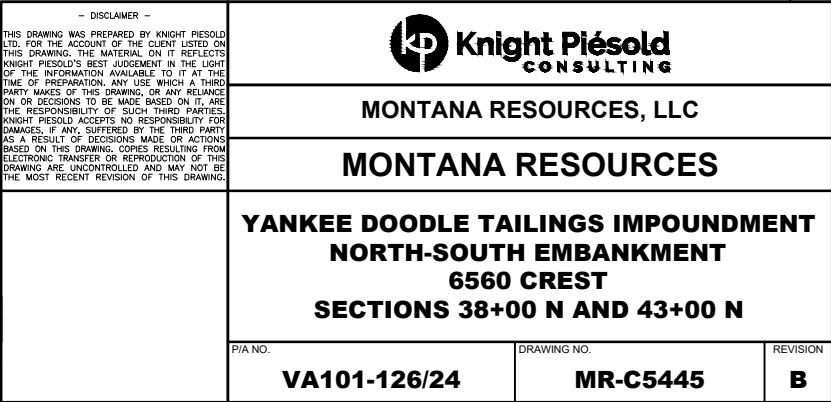 – DISCLAIMER –
THIS DRAWING WAS PREPARED BY KNIGHT PIESOLD
LTD. FOR THE ACCOUNT OF THE CLIENT LISTED ON
THIS DRAWING. THE MATERIAL ON IT REFLECTS
KNIGHT PIESOLD'S BEST JUDGEMENT IN THE LIGHT
OF THE INFORMATION AVAILABLE TO IT AT THE
TIME OF PREPARATION. ANY USE WHICH A THIRD
PARTY MAKES OF THIS DRAWING, OR ANY RELIANCE
ON OR DECISIONS TO BE MADE BASED ON IT, ARE
THE RESPONSIBILITY OF SUCH THIRD PARTIES.
KNIGHT PIESOLD ACCEPTS NO RESPONSIBILITY FOR
DAMAGES, IF ANY, SUFFERED BY THE THIRD PARTY
AS A RESULT OF DECISIONS MADE OR ACTIONS
BASED ON THIS DRAWING. COPIES RESULTING FROM
ELECTRONIC TRANSFER OR REPRODUCTION OF THIS
DRAWING ARE UNCONTROLLED AND MAY NOT BE
THE MOST RECENT REVISION OF THIS DRAWING.
kp Knight Piésold
CONSULTING
MONTANA RESOURCES, LLC
MONTANA RESOURCES
YANKEE DOODLE TAILINGS IMPOUNDMENT
NORTH-SOUTH EMBANKMENT
6560 CREST
SECTIONS 38+00 N AND 43+00 N
P/A NO. DRAWING NO. REVISION
VA101-126/24 MR-C5445 B